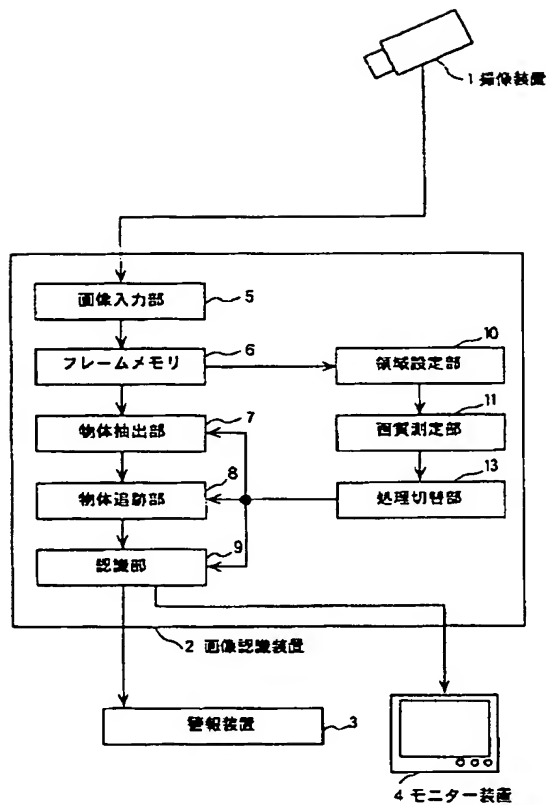 1 撮像装置
画像入力部 5
フレームメモリ 6
領域設定部 10
物体抽出部 7
画質測定部 11
物体追跡部 8
処理切替部 13
認識部 9
2 画像認識装置
警報装置 3
4 モニター装置